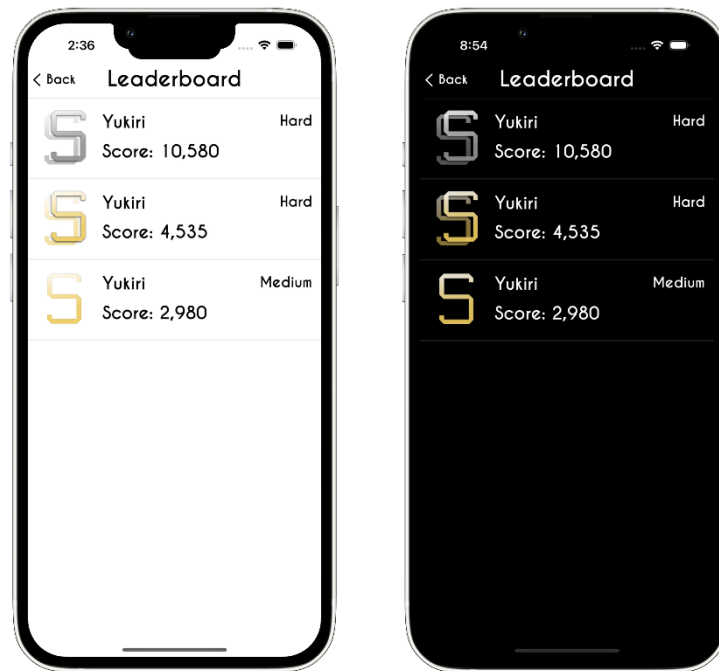 2:36
Back Leaderboard
S Yukiri Hard
Score: 10,580
S Yukiri Hard
Score: 4,535
S Yukiri Medium
Score: 2,980
8:54
Back Leaderboard
S Yukiri Hard
Score: 10,580
S Yukiri Hard
Score: 4,535
S Yukiri Medium
Score: 2,980